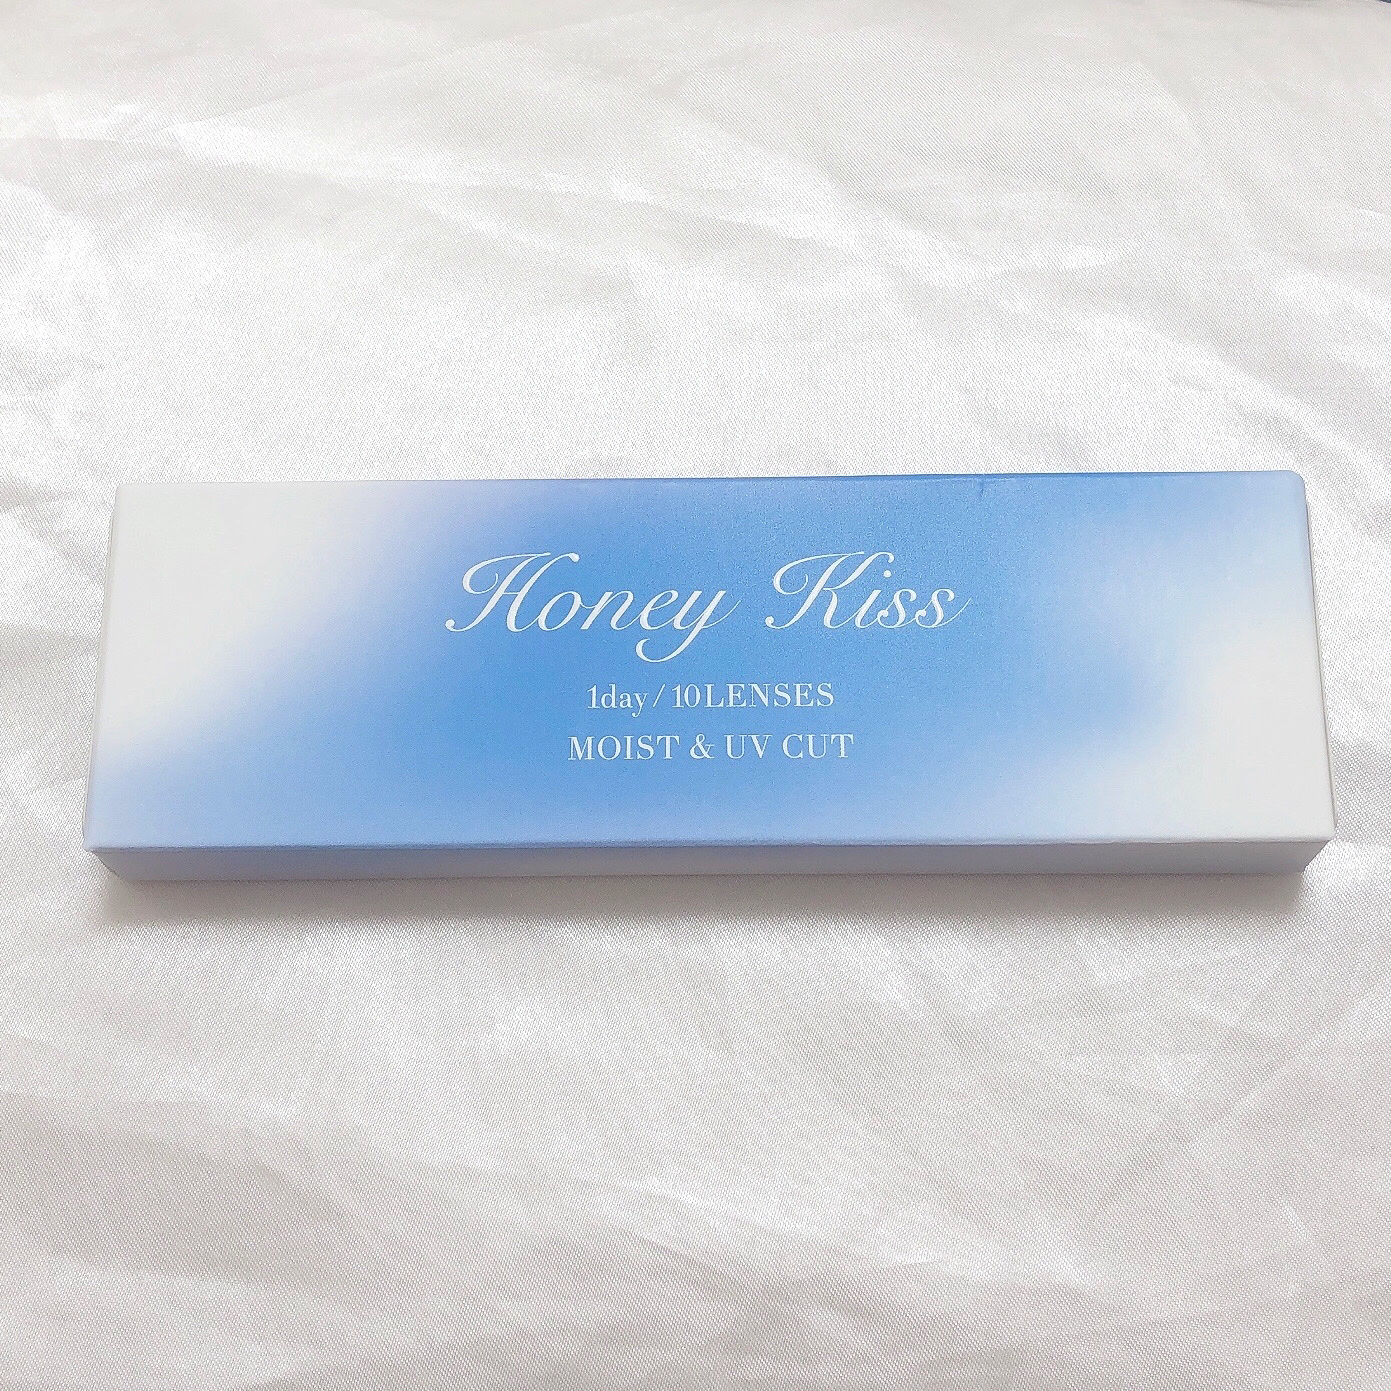 Honey Kiss
1day / 10LENSES
MOIST & UV CUT